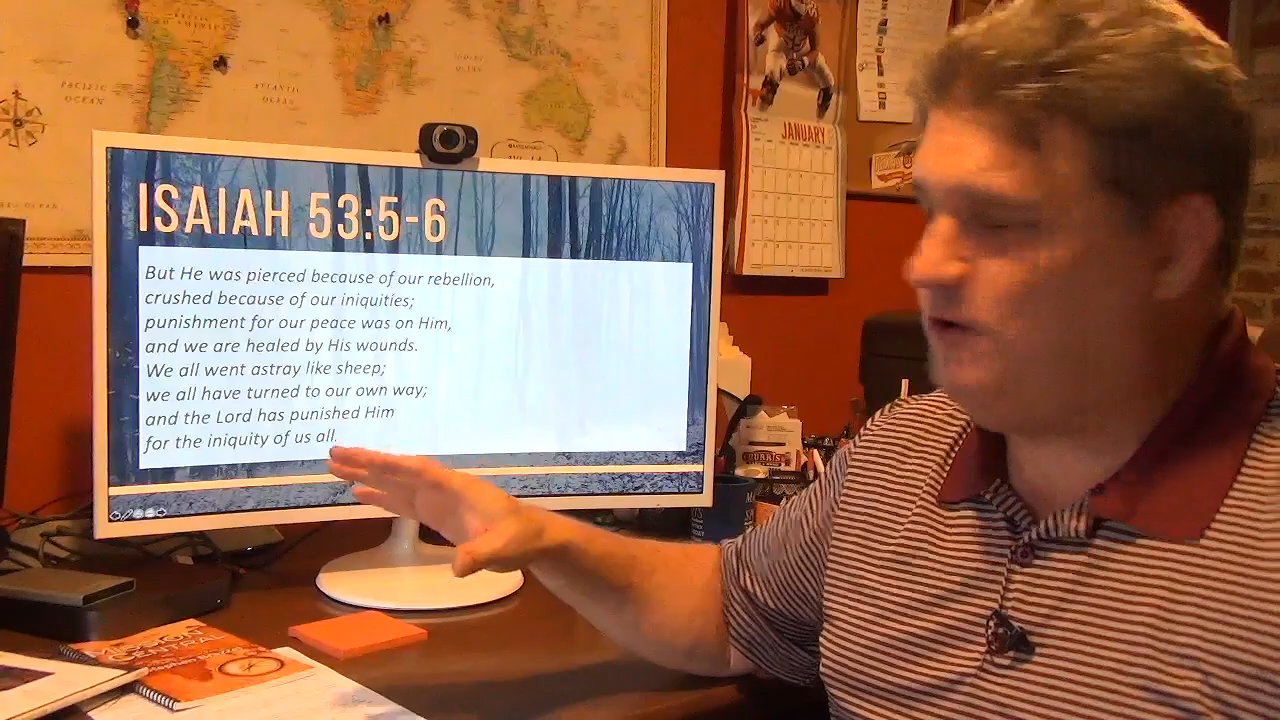 AMERICA
PACIFIC
OCEAN
ATLANTIC
OCEAN
JANUARY
ISAIAH 53:5-6
But He was pierced because of our rebellion,
crushed because of our iniquities;
punishment for our peace was on Him,
and we are healed by His wounds.
We all went astray like sheep;
we all have turned to our own way;
and the Lord has punished Him
for the iniquity of us all.
MISSION
CENTRAL